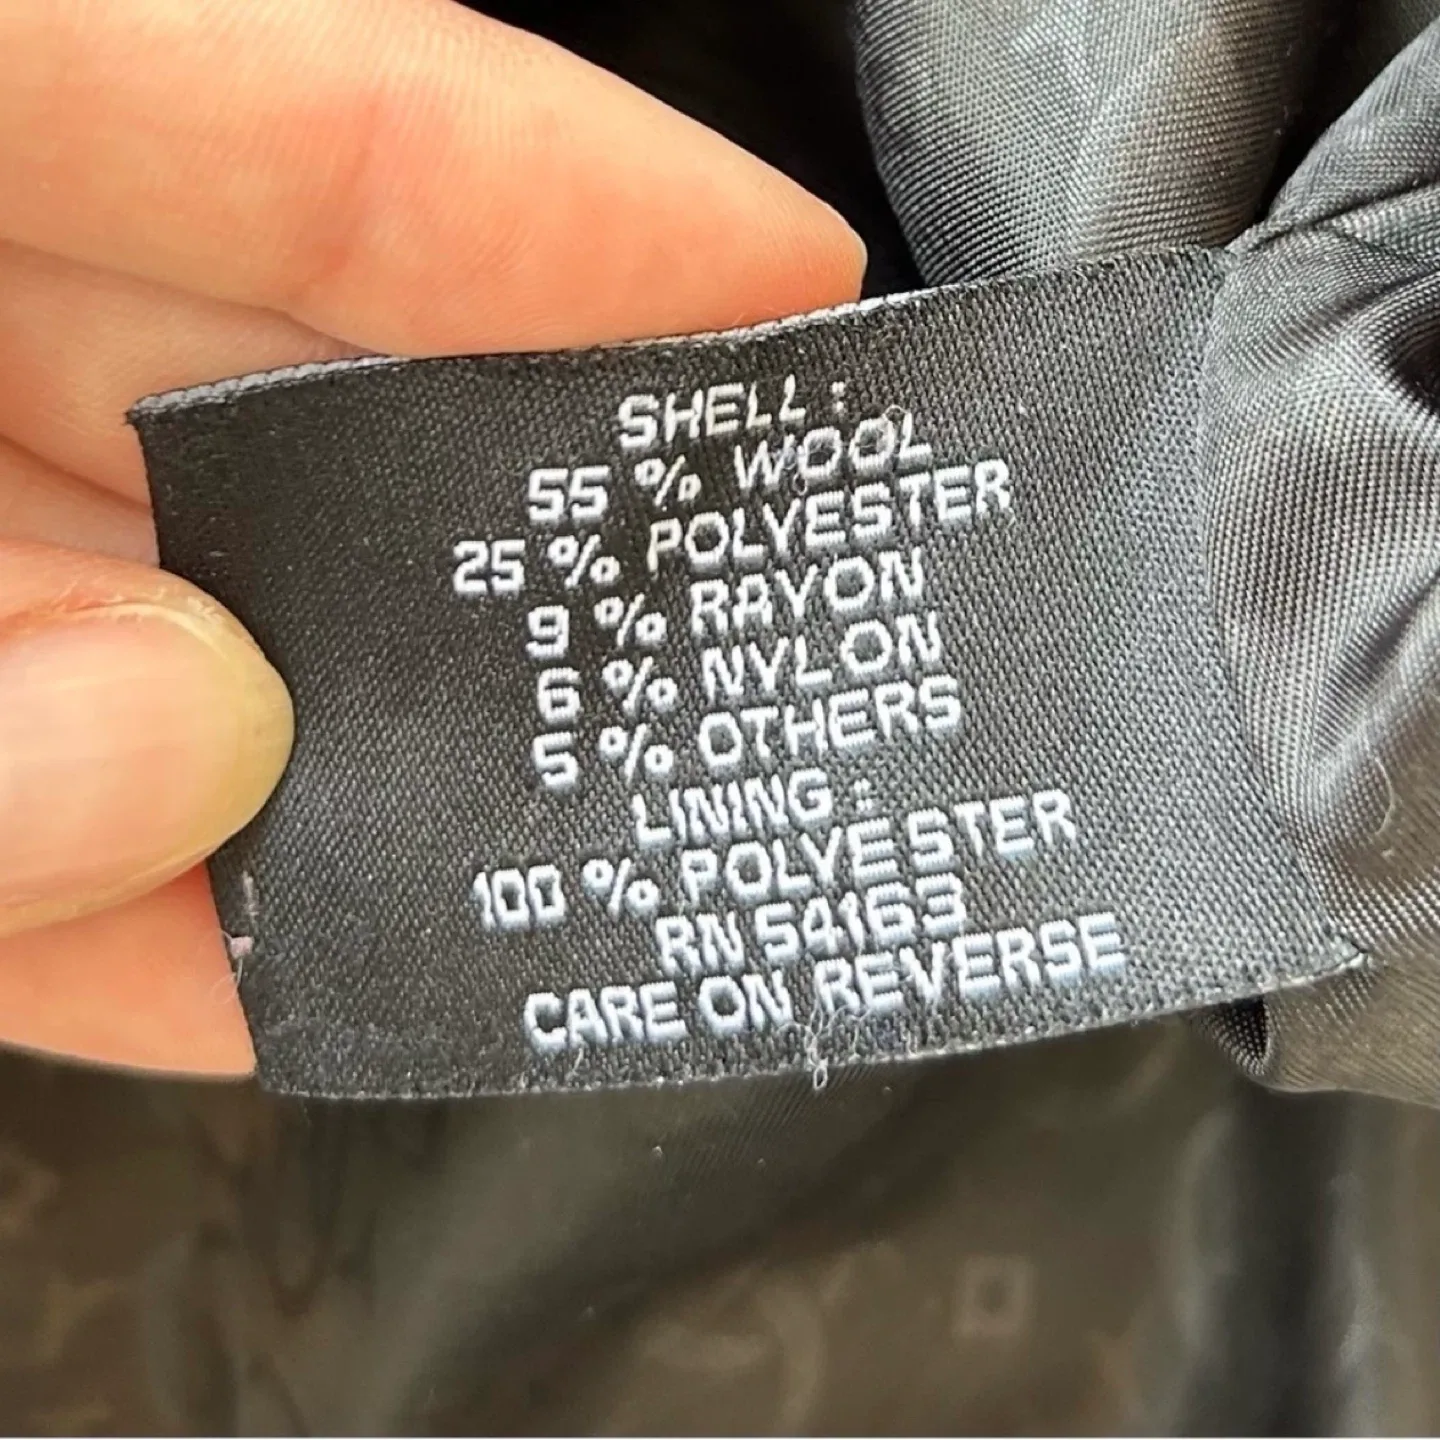 SHELL :
55 % WOOL
25 % POLYESTER
9 % RAYON
6 % NYLON
5 % OTHERS
LINING :
100 % POLYESTER
RN 54163
CARE ON REVERSE